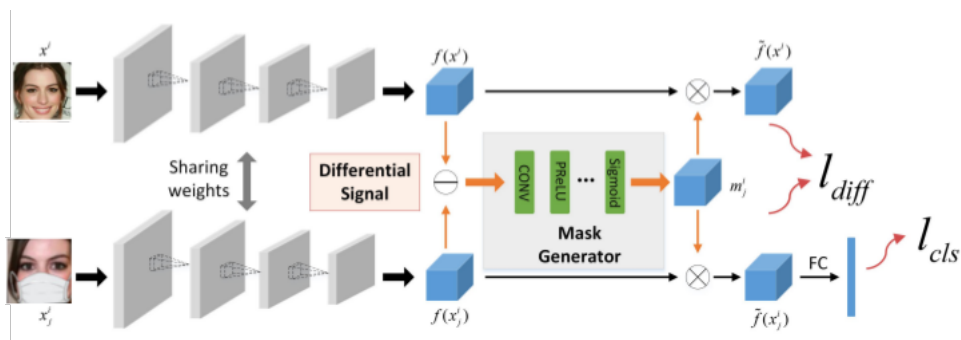 x^i
f(x^i)
f̃(x^i)
Sharing
weights
Differential
Signal
CONV
PReLU
•••
Sigmoid
Mask
Generator
m_j^i
l_diff
x_j^i
f(x_j^i)
f̃(x_j^i)
FC
l_cls